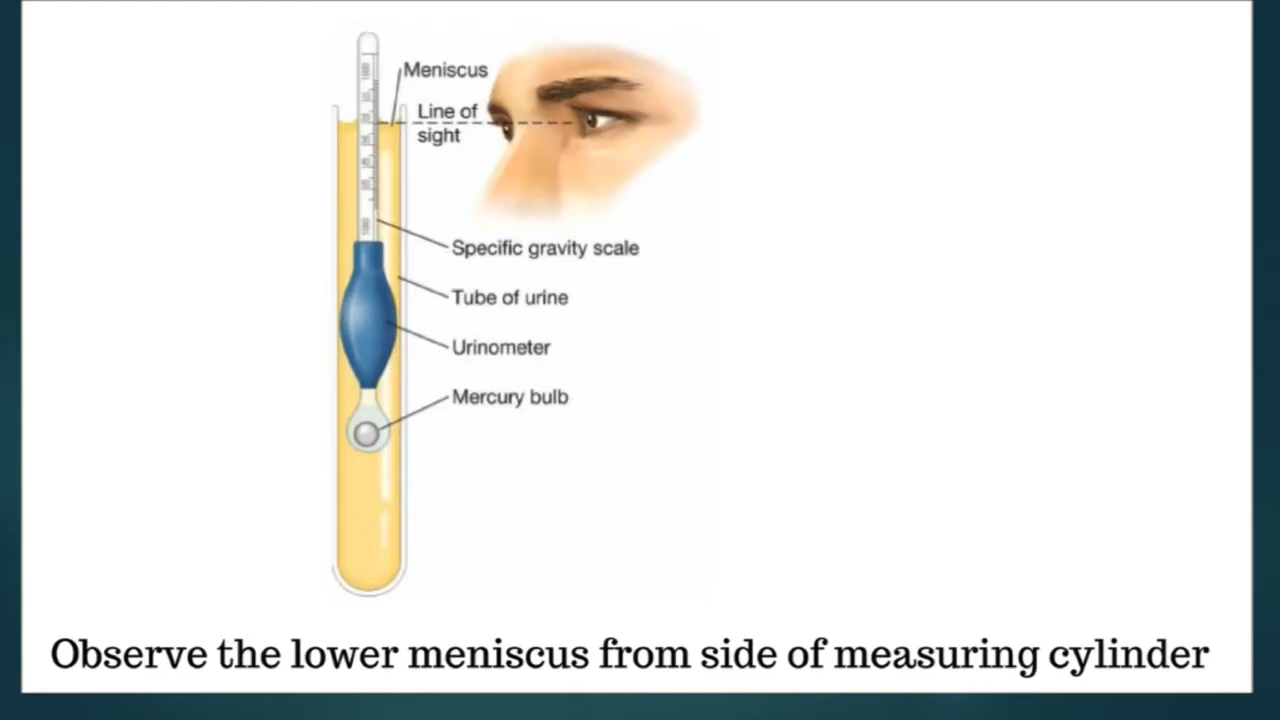 Meniscus
Line of
sight
Specific gravity scale
Tube of urine
Urinometer
Mercury bulb
Observe the lower meniscus from side of measuring cylinder